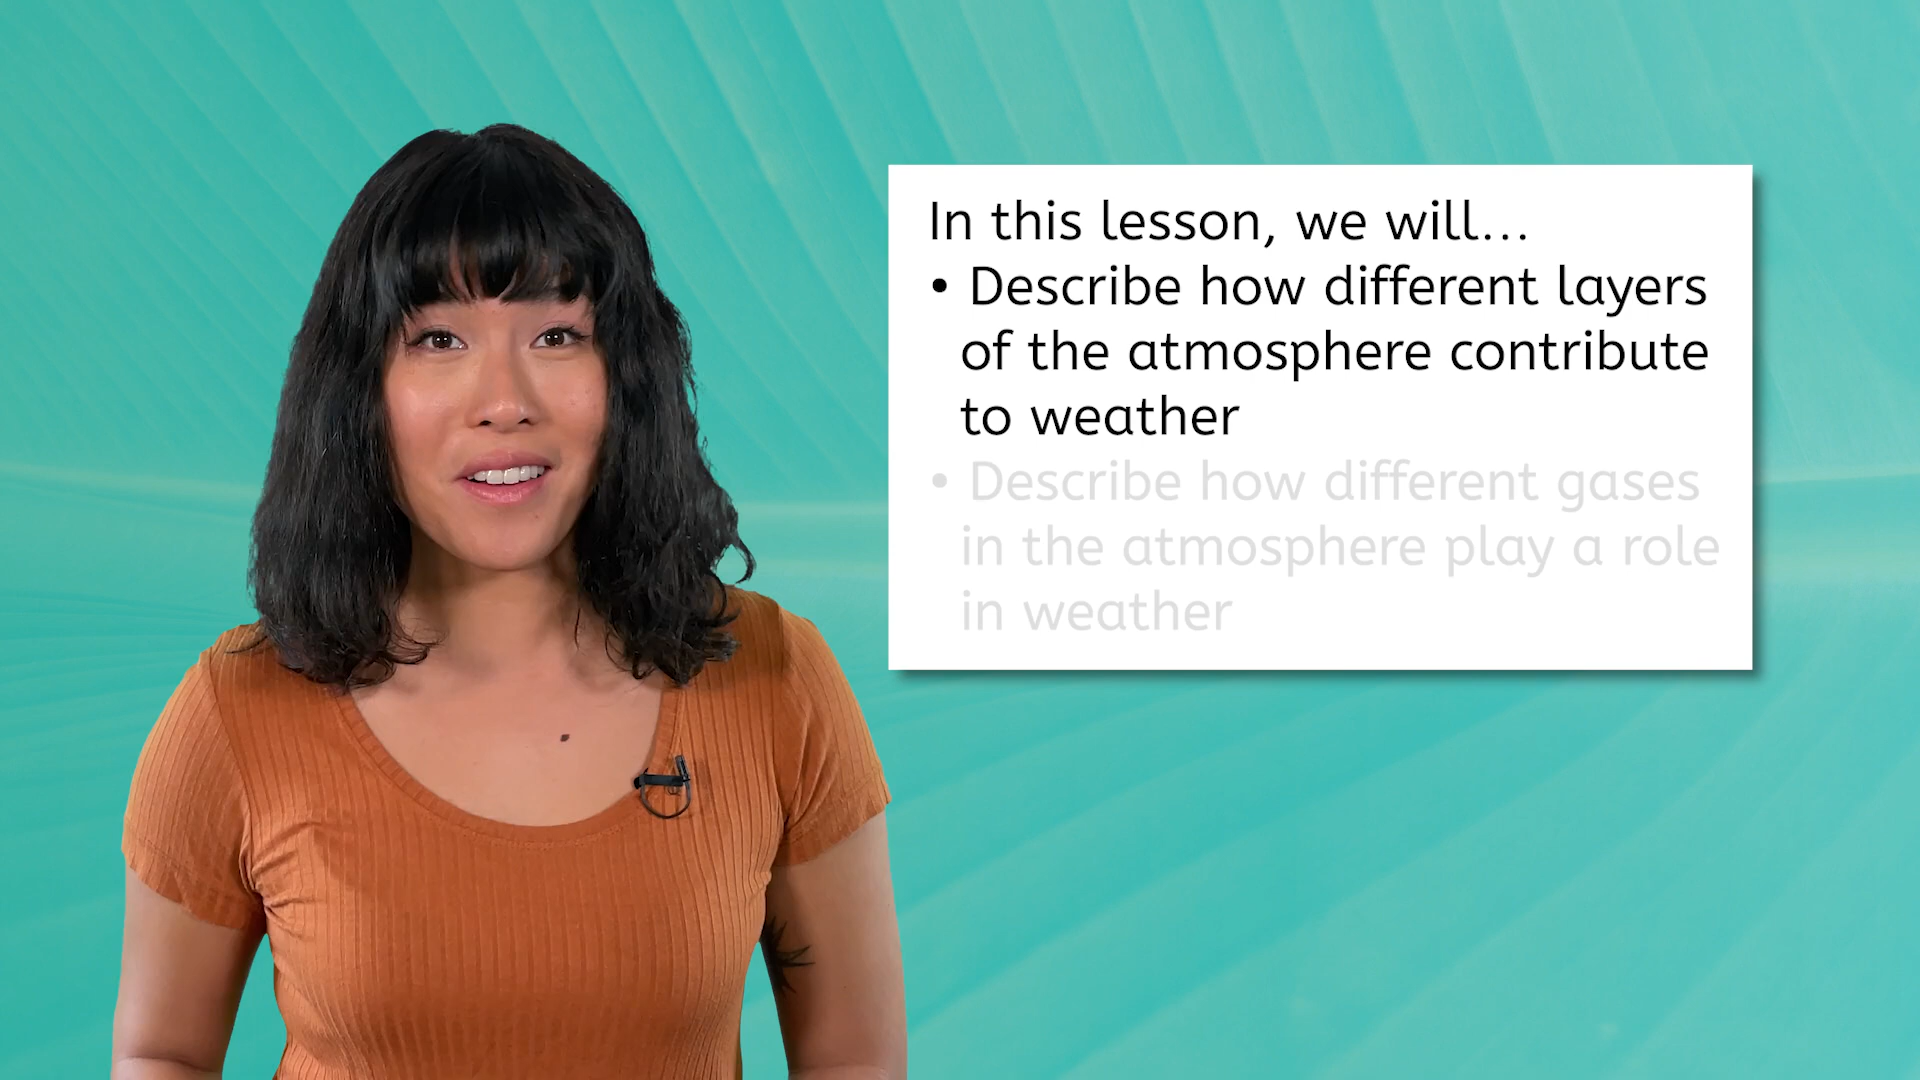 In this lesson, we will...
• Describe how different layers
of the atmosphere contribute
to weather
• Describe how different gases
in the atmosphere play a role
in weather